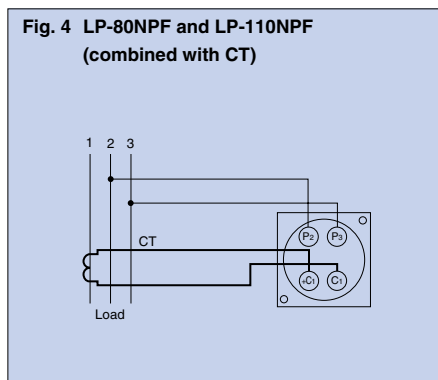 Fig. 4 LP-80NPF and LP-110NPF
(combined with CT)
1 2 3
P2 P3
CT
+C1 C1
Load